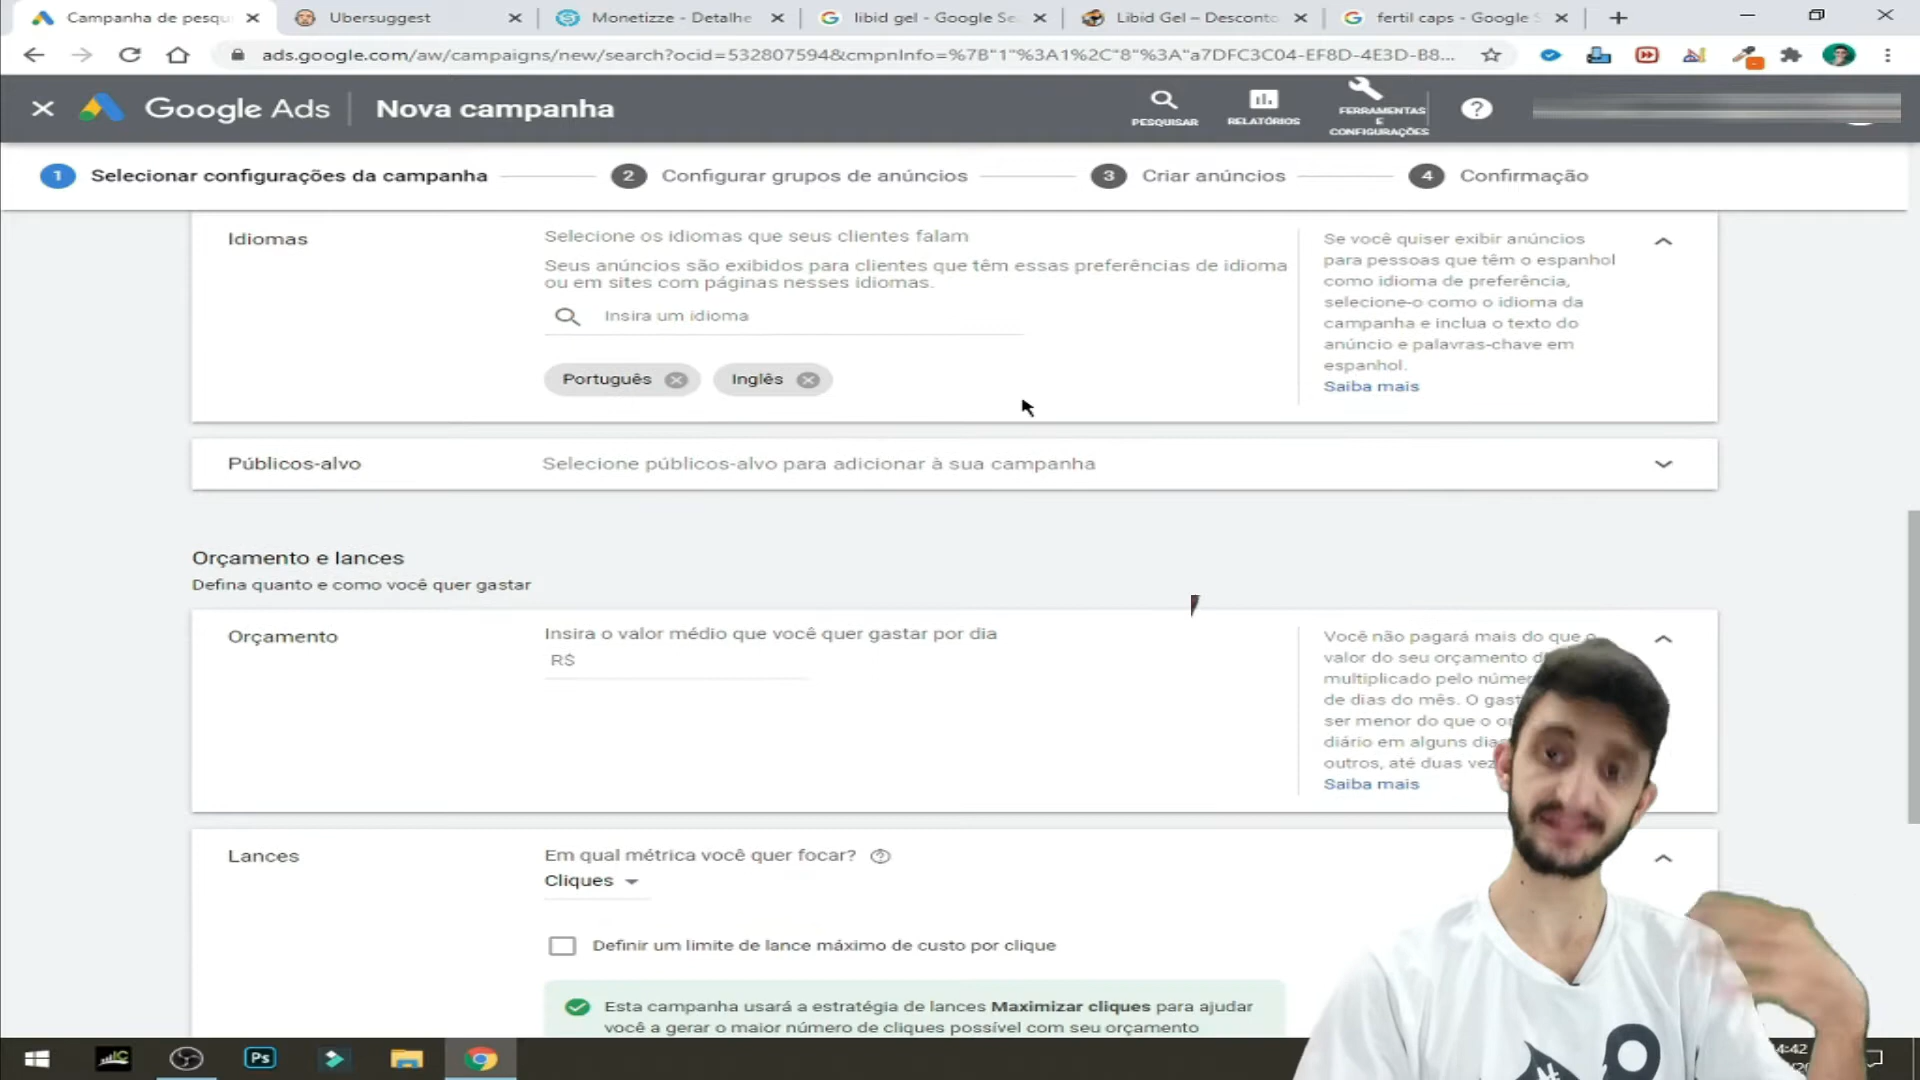 Campanha de pesqu
Ubersuggest
Monetizze - Detalhe
libid gel - Google Se
Libid Gel – Desconto
fertil caps - Google S
ads.google.com/aw/campaigns/new/search?ocid=532807594&cmpnInfo=%7B"1"%3A1%2C"8"%3A"a7DFC3C04-EF8D-4E3D-B8...
Google Ads
Nova campanha
PESQUISAR
RELATÓRIOS
FERRAMENTAS
E
CONFIGURAÇÕES
1 Selecionar configurações da campanha
2 Configurar grupos de anúncios
3 Criar anúncios
4 Confirmação
Idiomas
Selecione os idiomas que seus clientes falam
Seus anúncios são exibidos para clientes que têm essas preferências de idioma
ou em sites com páginas nesses idiomas.
Insira um idioma
Português
Inglês
Se você quiser exibir anúncios
para pessoas que têm o espanhol
como idioma de preferência,
selecione-o como o idioma da
campanha e inclua o texto do
anúncio e palavras-chave em
espanhol.
Saiba mais
Públicos-alvo
Selecione públicos-alvo para adicionar à sua campanha
Orçamento e lances
Defina quanto e como você quer gastar
Orçamento
Insira o valor médio que você quer gastar por dia
R$
Você não pagará mais do que o
valor do seu orçamento d
multiplicado pelo núme
de dias do mês. O gast
ser menor do que o o
diário em alguns dia
outros, até duas vez
Saiba mais
Lances
Em qual métrica você quer focar?
Cliques
Definir um limite de lance máximo de custo por clique
Esta campanha usará a estratégia de lances Maximizar cliques para ajudar
você a gerar o maior número de cliques possível com seu orçamento
Ps
4:42